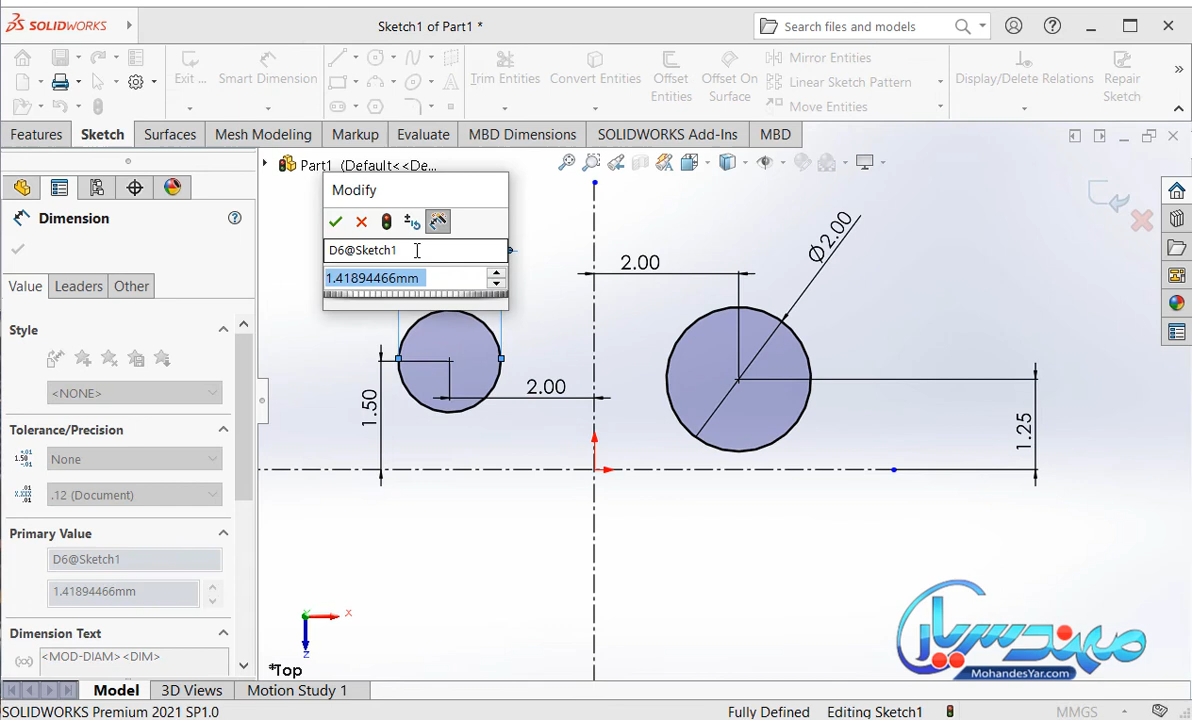 SOLIDWORKS
Sketch1 of Part1 *
Search files and models
Exit ...
Smart Dimension
Trim Entities
Convert Entities
Offset Entities
Offset On Surface
Mirror Entities
Linear Sketch Pattern
Move Entities
Display/Delete Relations
Repair Sketch
Features
Sketch
Surfaces
Mesh Modeling
Markup
Evaluate
MBD Dimensions
SOLIDWORKS Add-Ins
MBD
Part1 (Default<<De...
Dimension
Value
Leaders
Other
Style
<NONE>
Tolerance/Precision
None
.12 (Document)
Primary Value
D6@Sketch1
1.41894466mm
Dimension Text
<MOD-DIAM><DIM>
Modify
D6@Sketch1
1.41894466mm
2.00
Ø2.00
2.00
1.50
1.25
X
Y
Z
*Top
مهندسیار
MohandesYar.com
Model
3D Views
Motion Study 1
SOLIDWORKS Premium 2021 SP1.0
Fully Defined
Editing Sketch1
MMGS